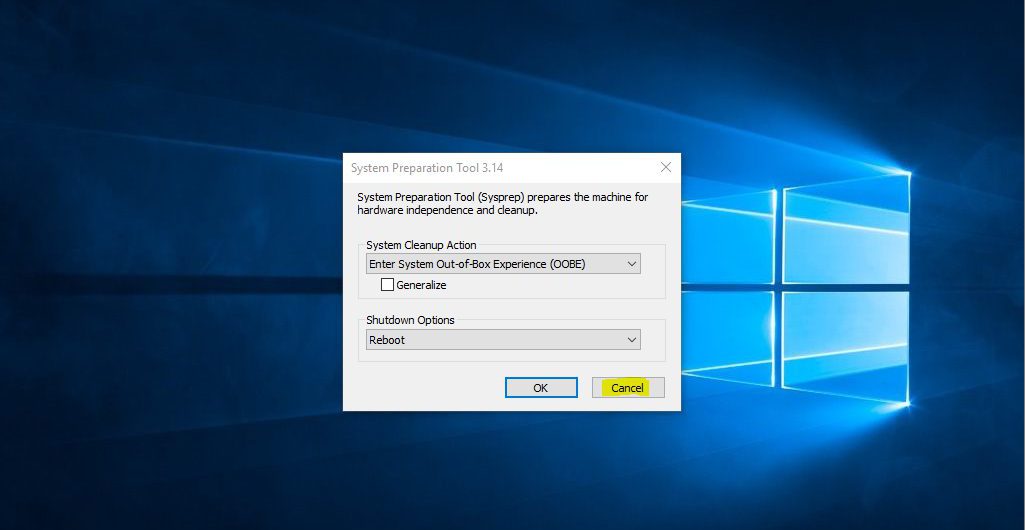 System Preparation Tool 3.14
System Preparation Tool (Sysprep) prepares the machine for
hardware independence and cleanup.
System Cleanup Action
Enter System Out-of-Box Experience (OOBE)
Generalize
Shutdown Options
Reboot
OK
Cancel